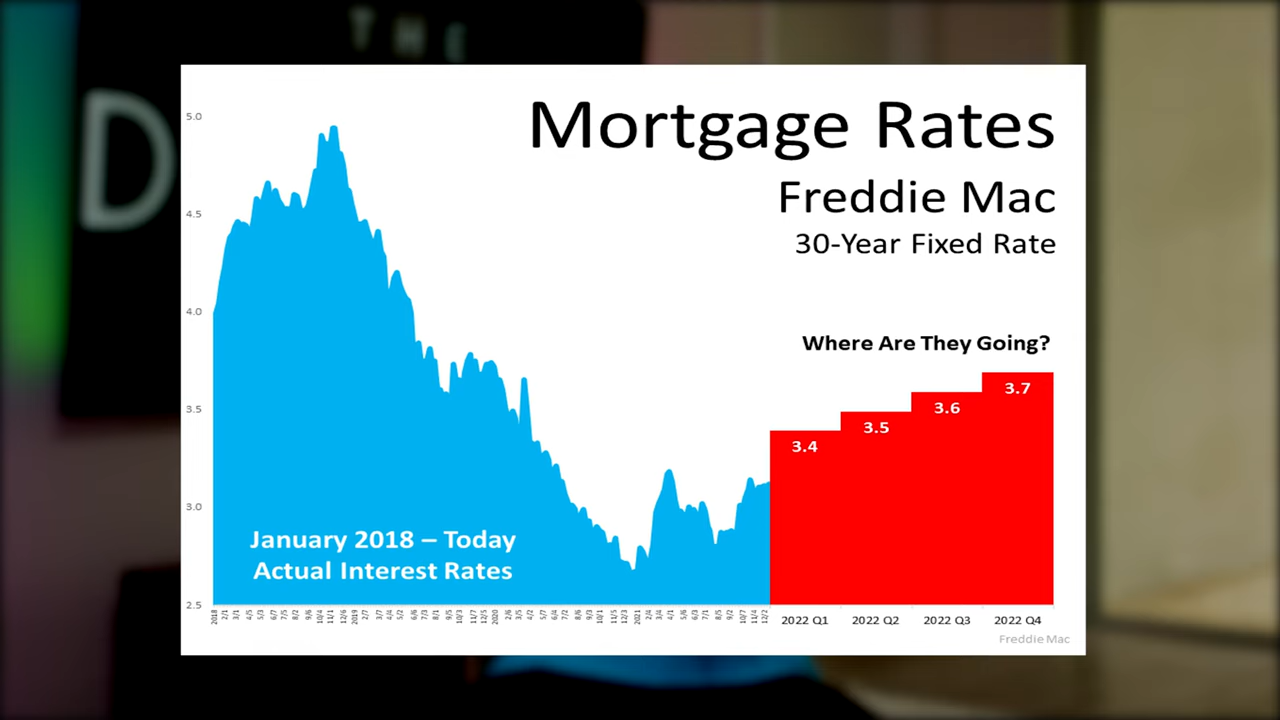 THE
D
Mortgage Rates
Freddie Mac
30-Year Fixed Rate
Where Are They Going?
5.0
4.5
4.0
3.5
3.0
2.5
3.4
3.5
3.6
3.7
January 2018 – Today
Actual Interest Rates
2022 Q1
2022 Q2
2022 Q3
2022 Q4
Freddie Mac